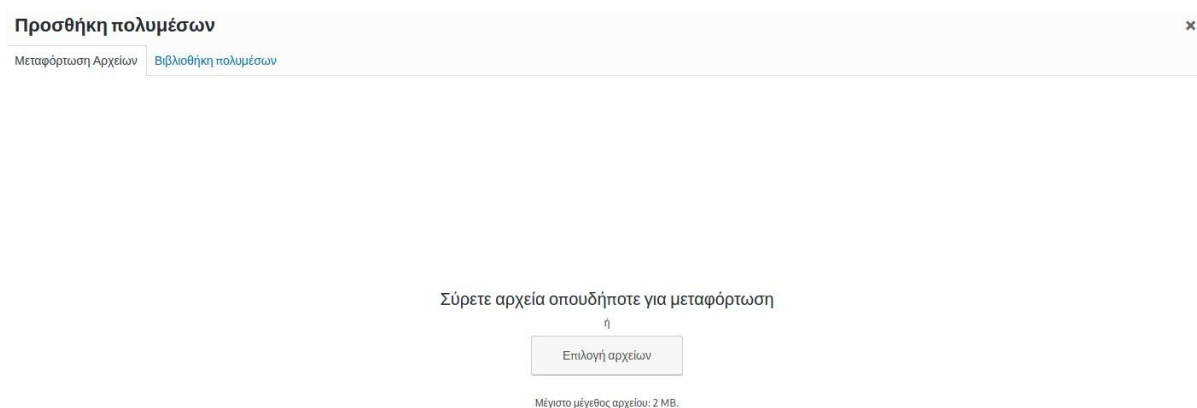 Προσθήκη πολυμέσων
Μεταφόρτωση Αρχείων Βιβλιοθήκη πολυμέσων
Σύρετε αρχεία οπουδήποτε για μεταφόρτωση
ή
Επιλογή αρχείων
Μέγιστο μέγεθος αρχείου: 2 MB.